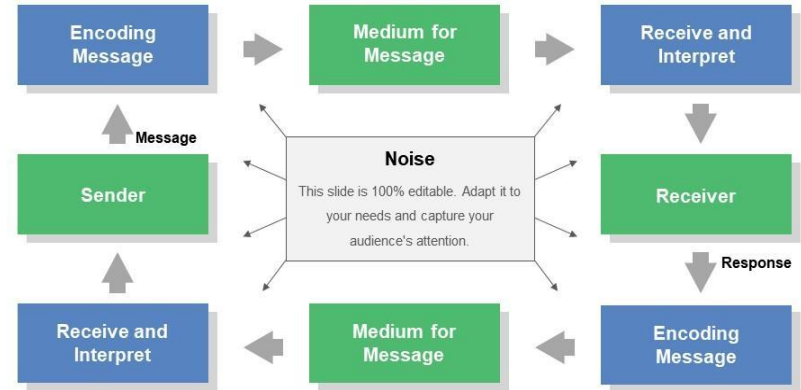 Encoding
Message
Medium for
Message
Receive and
Interpret
Message
Sender
Noise
This slide is 100% editable. Adapt it to
your needs and capture your
audience's attention.
Receiver
Response
Receive and
Interpret
Medium for
Message
Encoding
Message